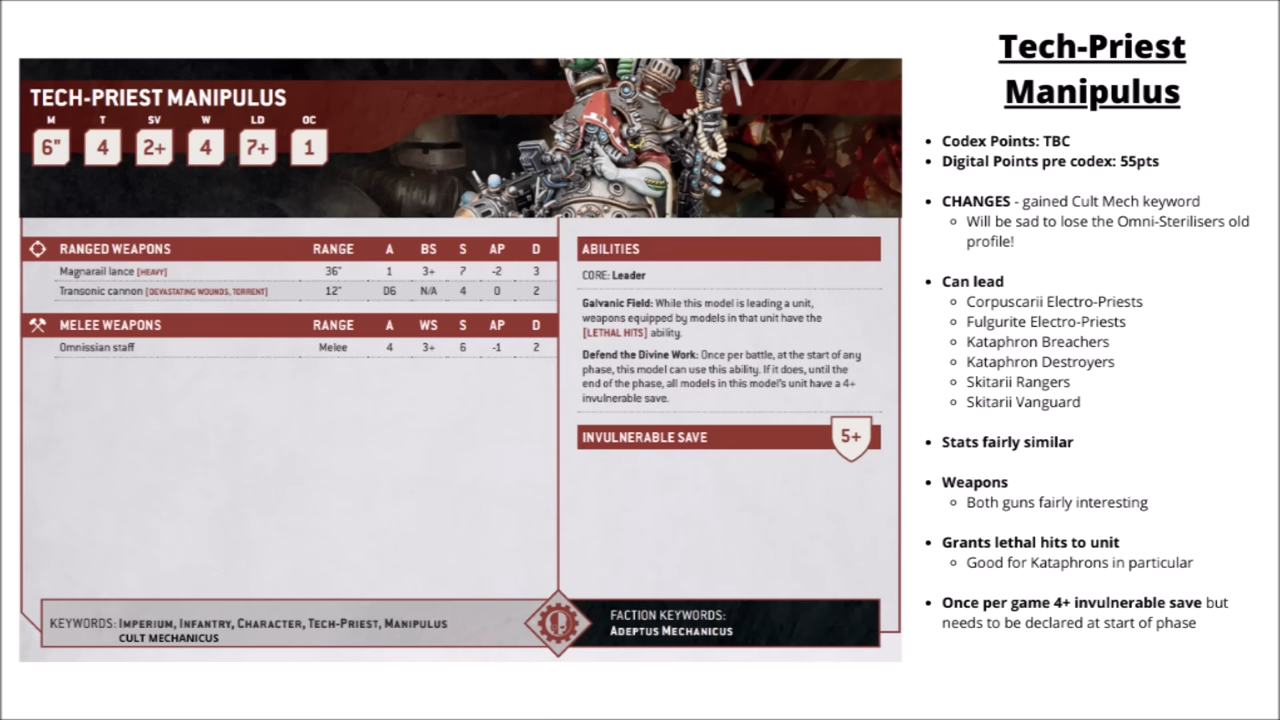 TECH-PRIEST MANIPULUS
M T SV W LD OC
6" 4 2+ 4 7+ 1
RANGED WEAPONS RANGE A BS S AP D
Magnarail lance [HEAVY] 36" 1 3+ 7 -2 3
Transonic cannon [DEVASTATING WOUNDS, TORRENT] 12" D6 N/A 4 0 2
MELEE WEAPONS RANGE A WS S AP D
Omnissian staff Melee 4 3+ 6 -1 2
ABILITIES
CORE: Leader
Galvanic Field: While this model is leading a unit,
weapons equipped by models in that unit have the
[LETHAL HITS] ability.
Defend the Divine Work: Once per battle, at the start of any
phase, this model can use this ability. If it does, until the
end of the phase, all models in this model's unit have a 4+
invulnerable save.
INVULNERABLE SAVE 5+
KEYWORDS: IMPERIUM, INFANTRY, CHARACTER, TECH-PRIEST, MANIPULUS
CULT MECHANICUS
FACTION KEYWORDS:
ADEPTUS MECHANICUS
Tech-Priest
Manipulus
• Codex Points: TBC
• Digital Points pre codex: 55pts
• CHANGES - gained Cult Mech keyword
◦ Will be sad to lose the Omni-Sterilisers old
profile!
• Can lead
◦ Corpuscarii Electro-Priests
◦ Fulgurite Electro-Priests
◦ Kataphron Breachers
◦ Kataphron Destroyers
◦ Skitarii Rangers
◦ Skitarii Vanguard
• Stats fairly similar
• Weapons
◦ Both guns fairly interesting
• Grants lethal hits to unit
◦ Good for Kataphrons in particular
• Once per game 4+ invulnerable save but
needs to be declared at start of phase